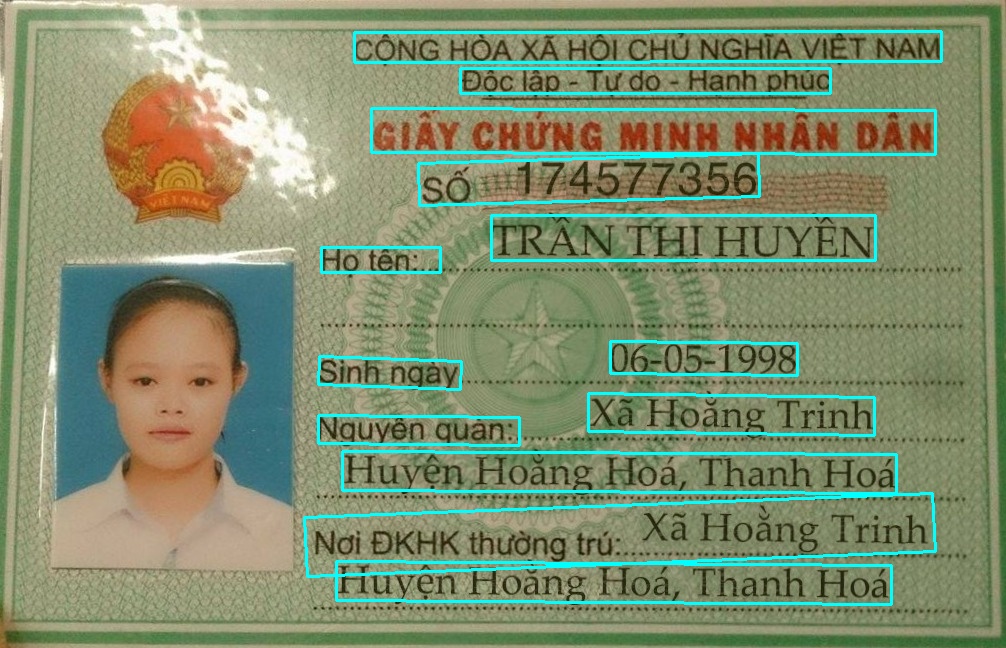 CỘNG HÒA XÃ HỘI CHỦ NGHĨA VIỆT NAM
Độc lập - Tự do - Hạnh phúc
GIẤY CHỨNG MINH NHÂN DÂN
SỐ 174577356
VIỆT NAM
Họ tên: TRẦN THỊ HUYỀN
Sinh ngày 06-05-1998
Nguyên quán: Xã Hoằng Trinh
Huyện Hoằng Hoá, Thanh Hoá
Nơi ĐKHK thường trú: Xã Hoằng Trinh
Huyện Hoằng Hoá, Thanh Hoá